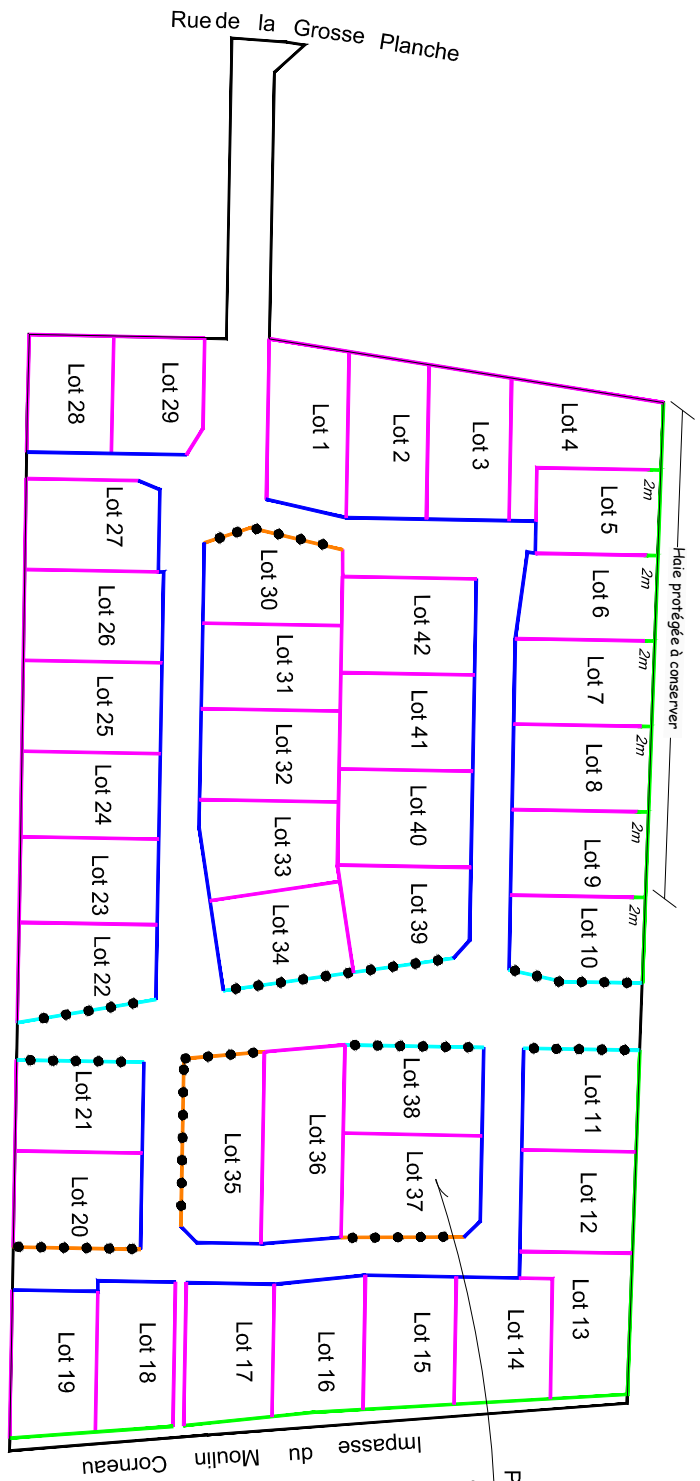 Rue de la Grosse Planche
Lot 28
Lot 29
Lot 1
Lot 2
Lot 3
Lot 4
Lot 5
Lot 6
Lot 7
Lot 8
Lot 9
Lot 10
2m
2m
2m
2m
2m
2m
Haie protégée à conserver
Lot 27
Lot 26
Lot 25
Lot 24
Lot 23
Lot 22
Lot 30
Lot 31
Lot 32
Lot 33
Lot 34
Lot 42
Lot 41
Lot 40
Lot 39
Lot 21
Lot 20
Lot 35
Lot 36
Lot 38
Lot 37
Lot 11
Lot 12
Lot 13
Lot 19
Lot 18
Lot 17
Lot 16
Lot 15
Lot 14
Impasse du Moulin Corneau